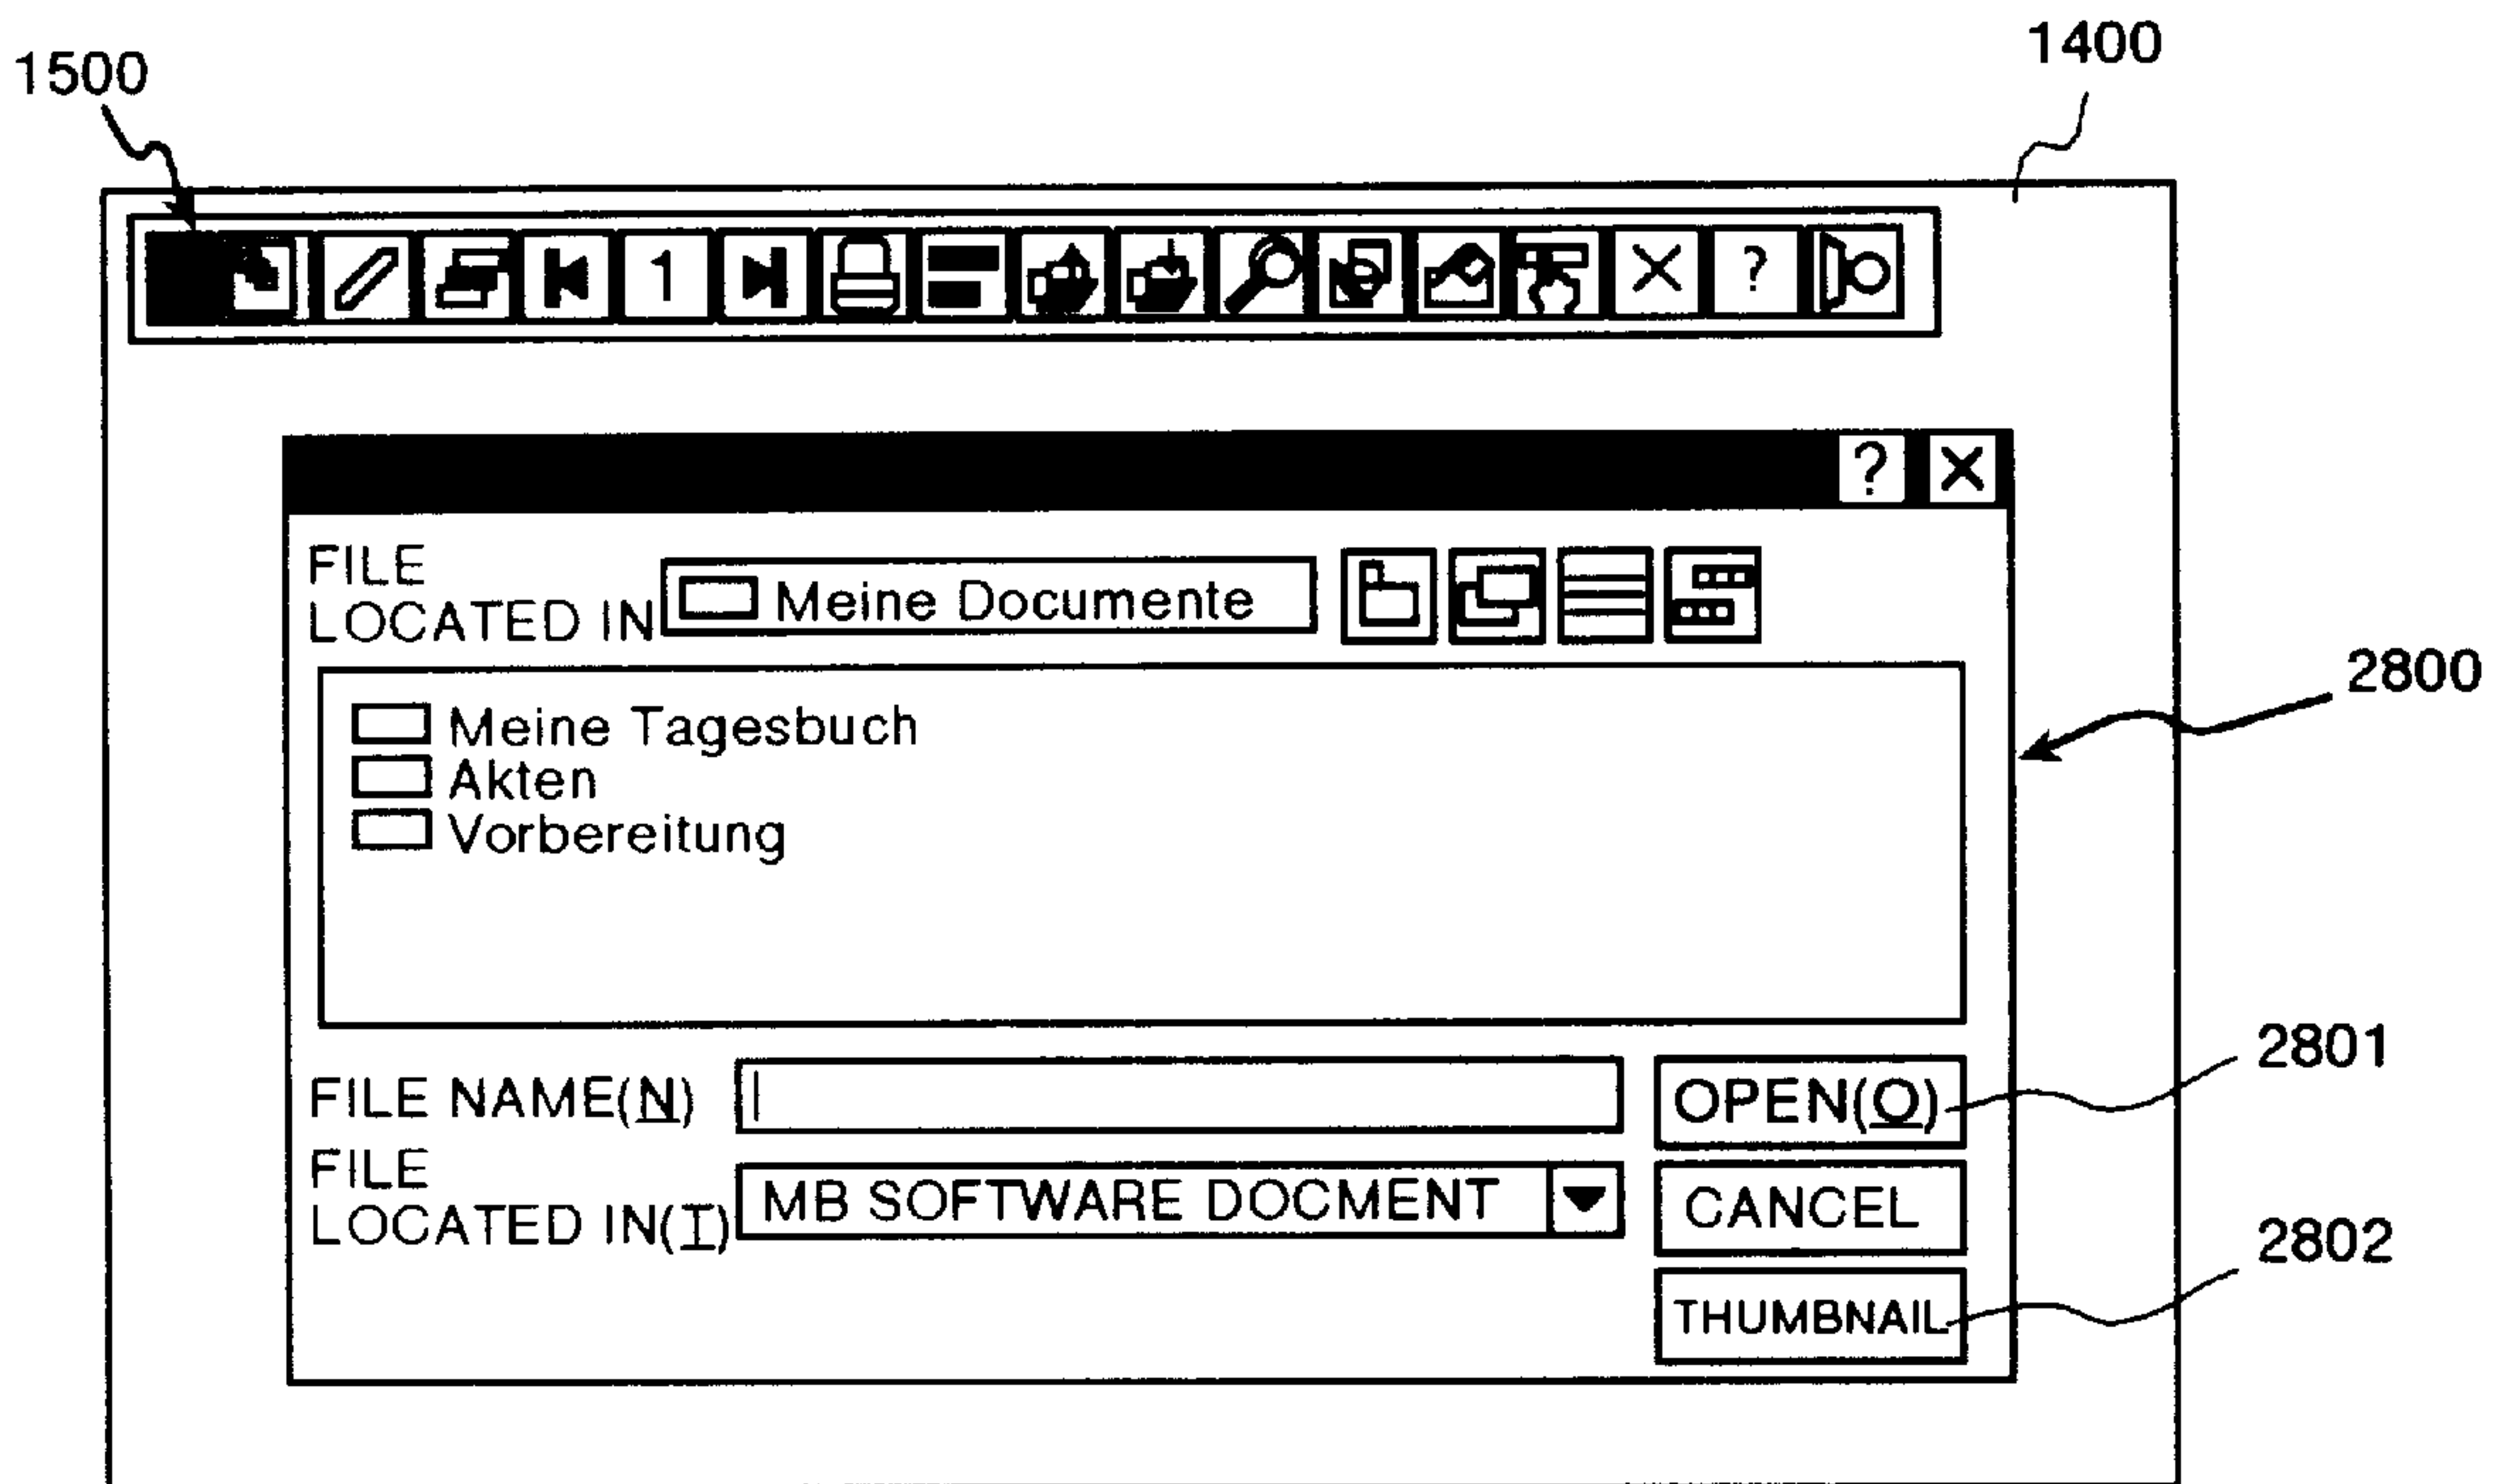 1500
1400
1
?
? X
FILE
LOCATED IN
Meine Documente
2800
Meine Tagesbuch
Akten
Vorbereitung
2801
FILE NAME(N)
OPEN(O)
FILE
LOCATED IN(I)
MB SOFTWARE DOCMENT
CANCEL
2802
THUMBNAIL